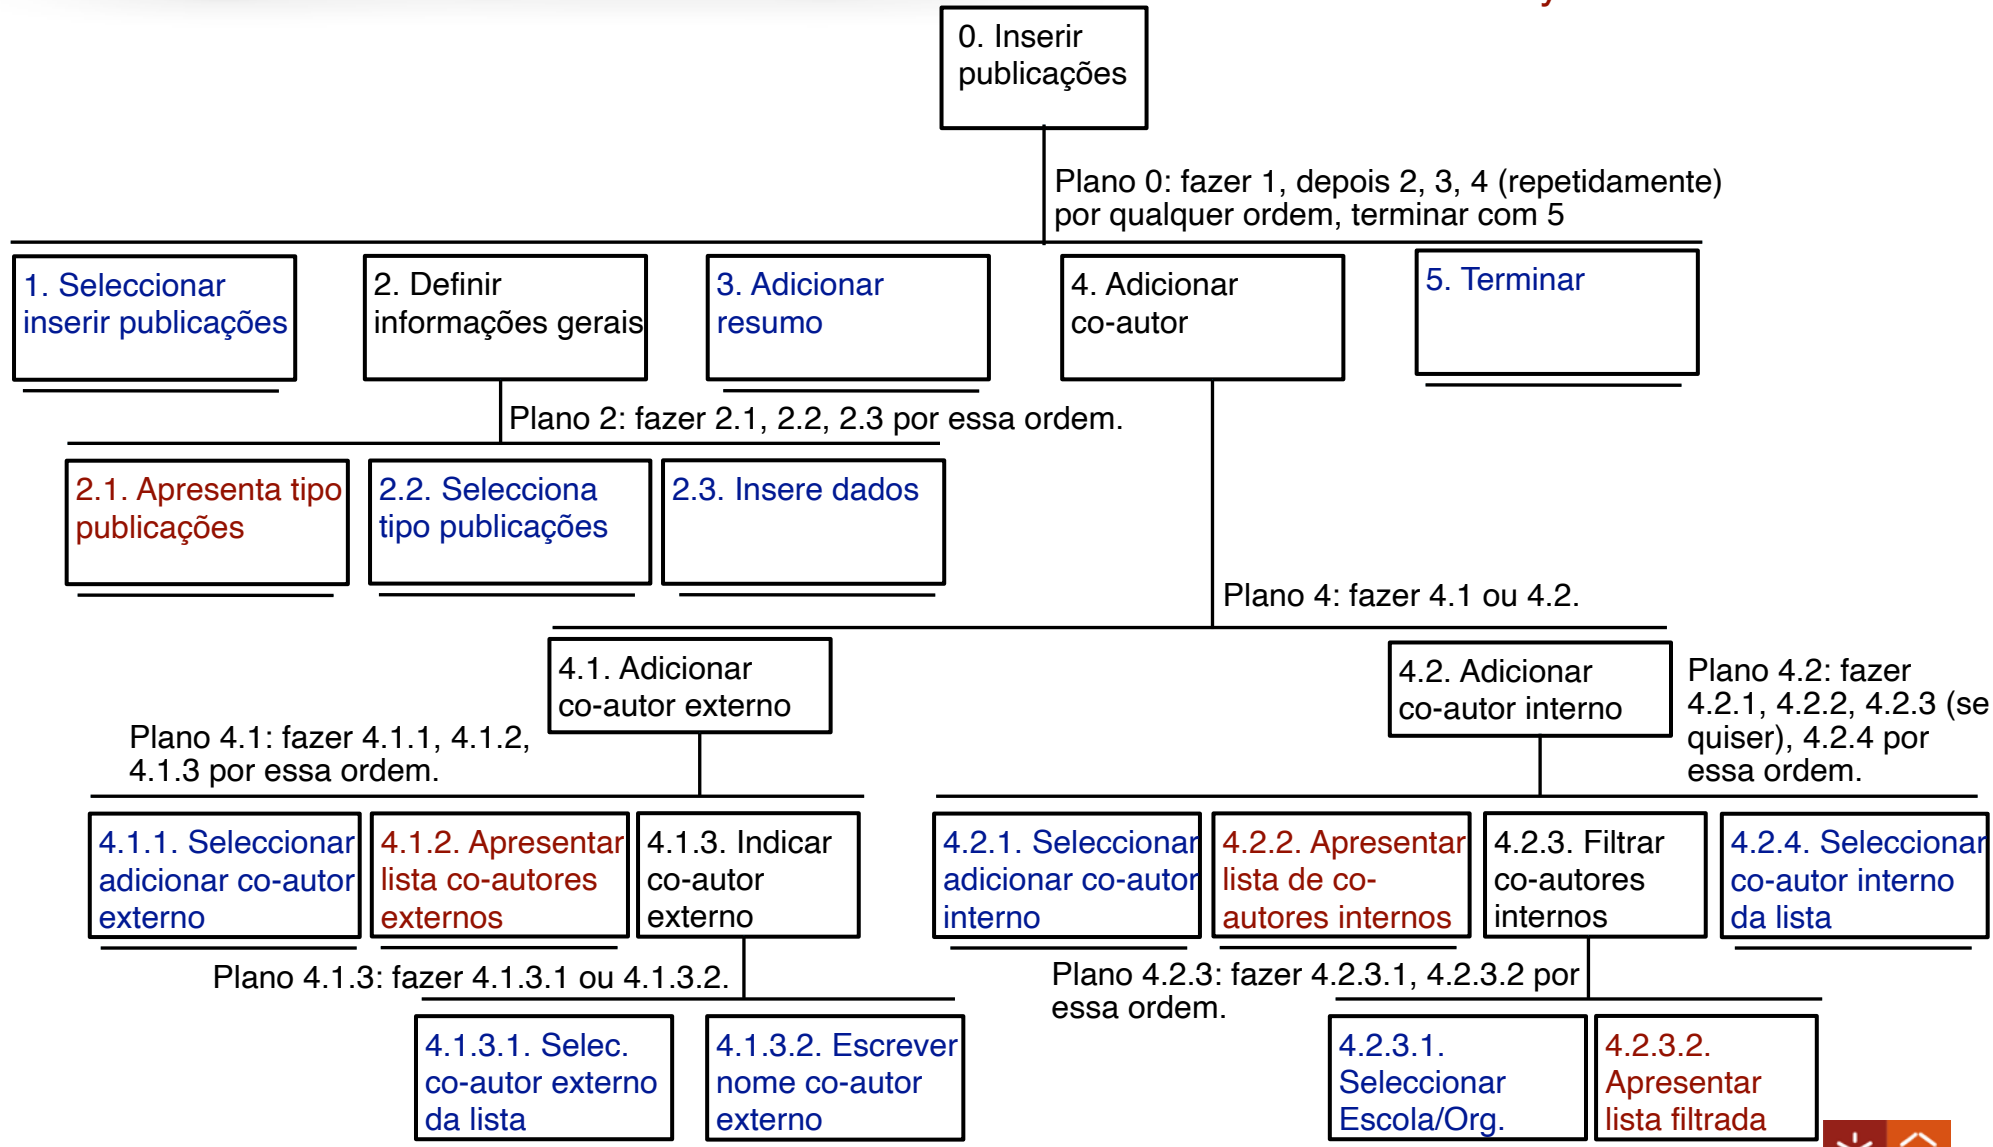 0. Inserir
publicações
Plano 0: fazer 1, depois 2, 3, 4 (repetidamente)
por qualquer ordem, terminar com 5
1. Seleccionar
inserir publicações
2. Definir
informações gerais
3. Adicionar
resumo
4. Adicionar
co-autor
5. Terminar
Plano 2: fazer 2.1, 2.2, 2.3 por essa ordem.
2.1. Apresenta tipo
publicações
2.2. Selecciona
tipo publicações
2.3. Insere dados
Plano 4: fazer 4.1 ou 4.2.
4.1. Adicionar
co-autor externo
4.2. Adicionar
co-autor interno
Plano 4.2: fazer
4.2.1, 4.2.2, 4.2.3 (se
quiser), 4.2.4 por
essa ordem.
Plano 4.1: fazer 4.1.1, 4.1.2,
4.1.3 por essa ordem.
4.1.1. Seleccionar
adicionar co-autor
externo
4.1.2. Apresentar
lista co-autores
externos
4.1.3. Indicar
co-autor
externo
4.2.1. Seleccionar
adicionar co-autor
interno
4.2.2. Apresentar
lista de co-
autores internos
4.2.3. Filtrar
co-autores
internos
4.2.4. Seleccionar
co-autor interno
da lista
Plano 4.1.3: fazer 4.1.3.1 ou 4.1.3.2.
Plano 4.2.3: fazer 4.2.3.1, 4.2.3.2 por
essa ordem.
4.1.3.1. Selec.
co-autor externo
da lista
4.1.3.2. Escrever
nome co-autor
externo
4.2.3.1.
Seleccionar
Escola/Org.
4.2.3.2.
Apresentar
lista filtrada